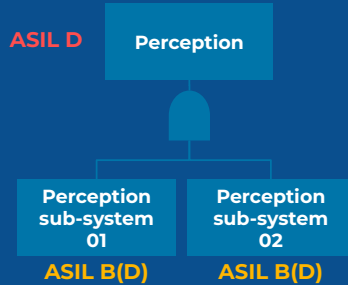 ASIL D
Perception
Perception
sub-system
01
Perception
sub-system
02
ASIL B(D)
ASIL B(D)